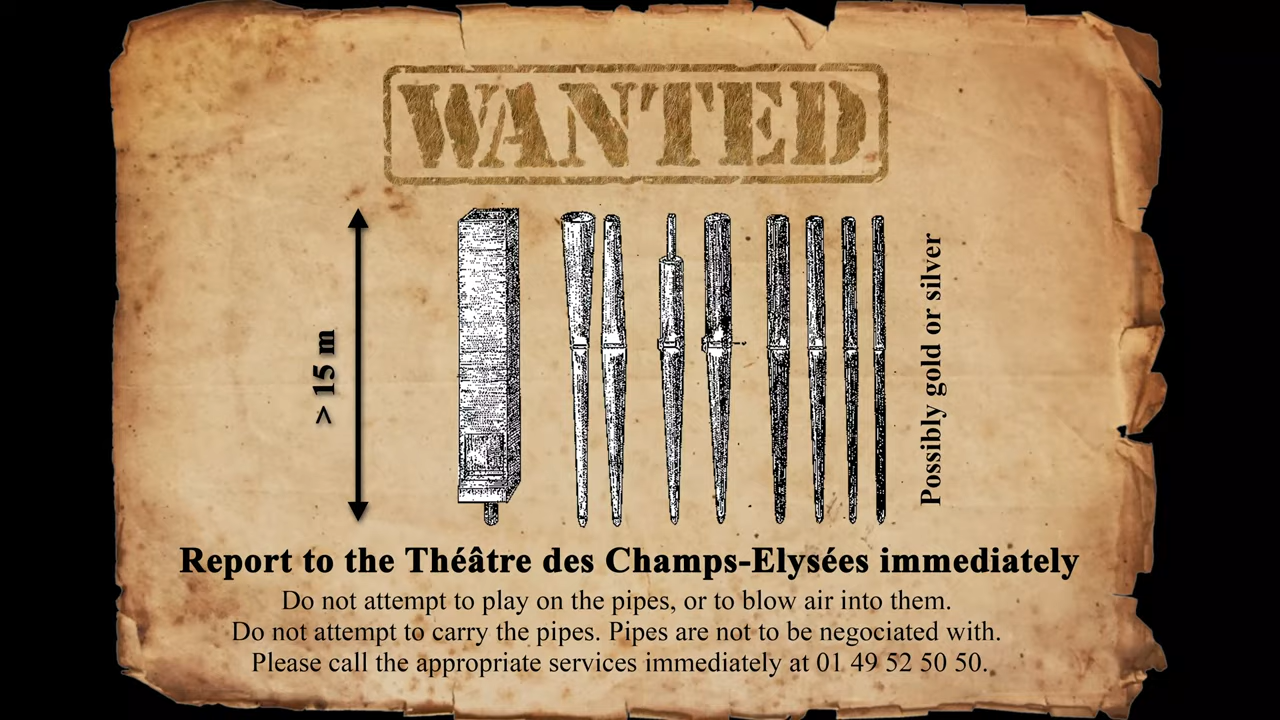 WANTED
> 15 m
Possibly gold or silver
Report to the Théâtre des Champs-Elysées immediately
Do not attempt to play on the pipes, or to blow air into them.
Do not attempt to carry the pipes. Pipes are not to be negociated with.
Please call the appropriate services immediately at 01 49 52 50 50.